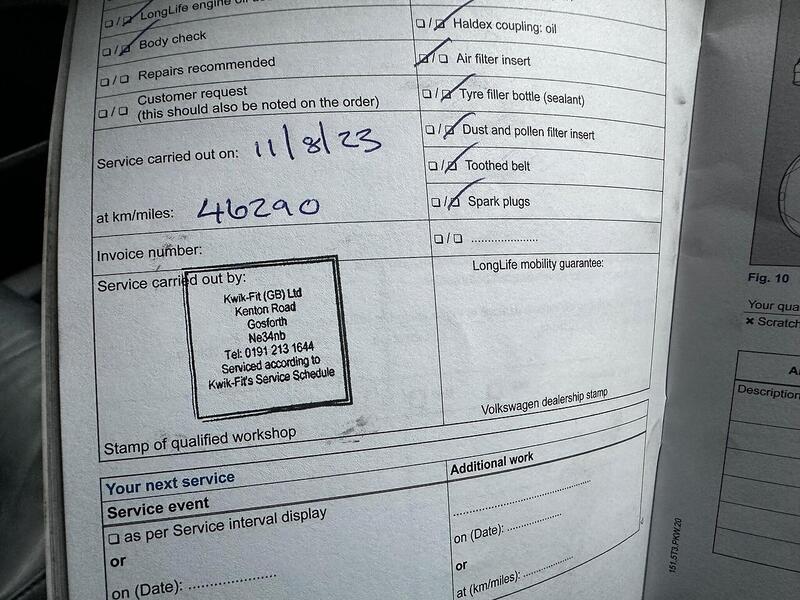 LongLife engine oil
Body check
Repairs recommended
Customer request
(this should also be noted on the order)
Service carried out on: 11/8/23
at km/miles: 46290
Invoice number:
Service carried out by:
Kwik-Fit (GB) Ltd
Kenton Road
Gosforth
Ne34nb
Tel: 0191 213 1644
Serviced according to
Kwik-Fit's Service Schedule
Stamp of qualified workshop
Haldex coupling: oil
Air filter insert
Tyre filler bottle (sealant)
Dust and pollen filter insert
Toothed belt
Spark plugs
☐ / ☐ .....................
LongLife mobility guarantee:
Volkswagen dealership stamp
Your next service
Service event
☐ as per Service interval display
or
on (Date): .....................
Additional work
..........................................
on (Date): ................
or
at (km/miles): ................
151.5T3.PKW.20
Fig. 10
Your qua
× Scratch
A
Description